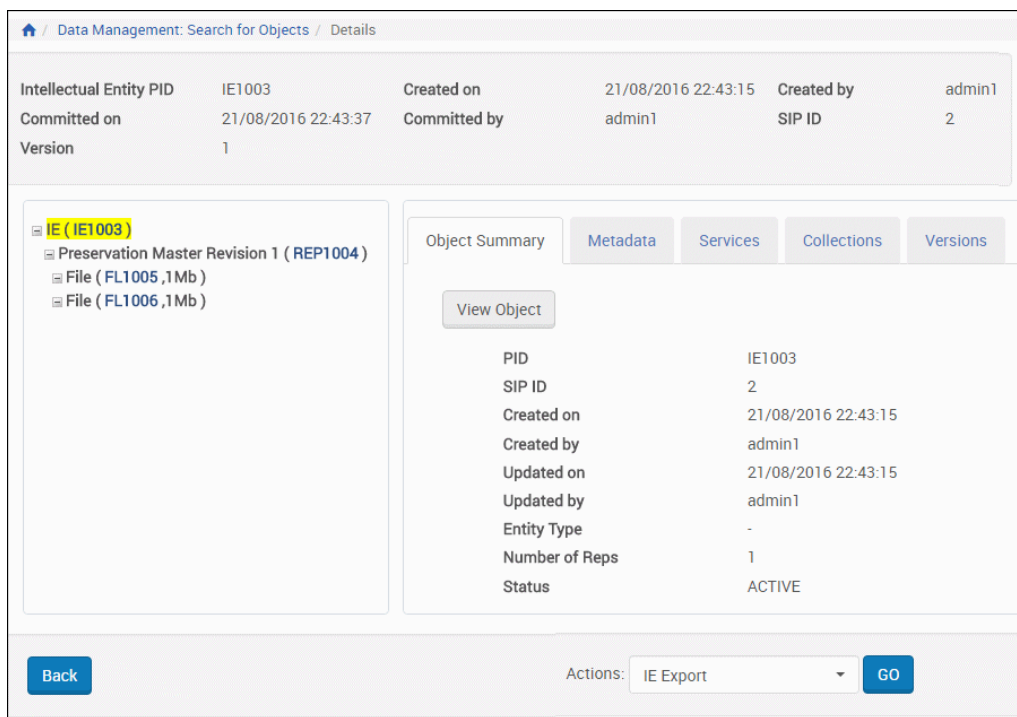 / Data Management: Search for Objects / Details
Intellectual Entity PID IE1003 Created on 21/08/2016 22:43:15 Created by admin1
Committed on 21/08/2016 22:43:37 Committed by admin1 SIP ID 2
Version 1
IE ( IE1003 )
Preservation Master Revision 1 ( REP1004 )
File ( FL1005 ,1Mb )
File ( FL1006 ,1Mb )
Object Summary Metadata Services Collections Versions
View Object
PID IE1003
SIP ID 2
Created on 21/08/2016 22:43:15
Created by admin1
Updated on 21/08/2016 22:43:15
Updated by admin1
Entity Type -
Number of Reps 1
Status ACTIVE
Back Actions: IE Export GO